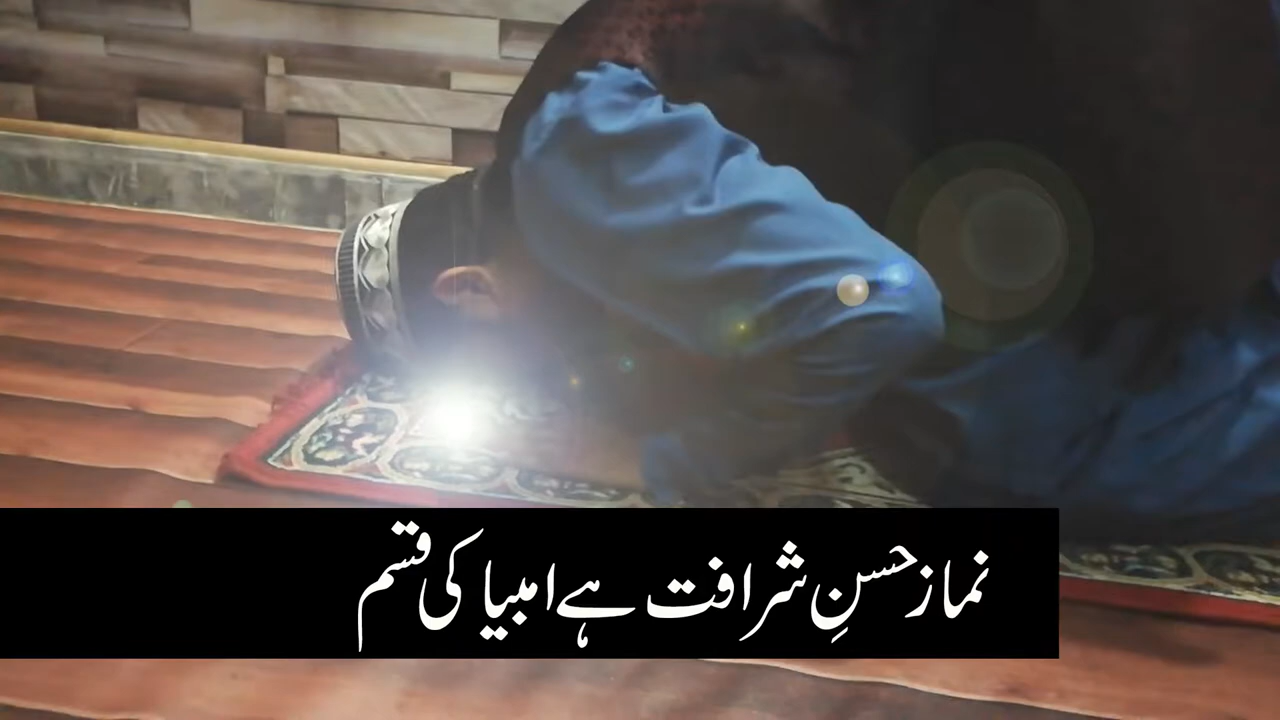 نماز حسنِ شرافت ہے امبیا کی قسم